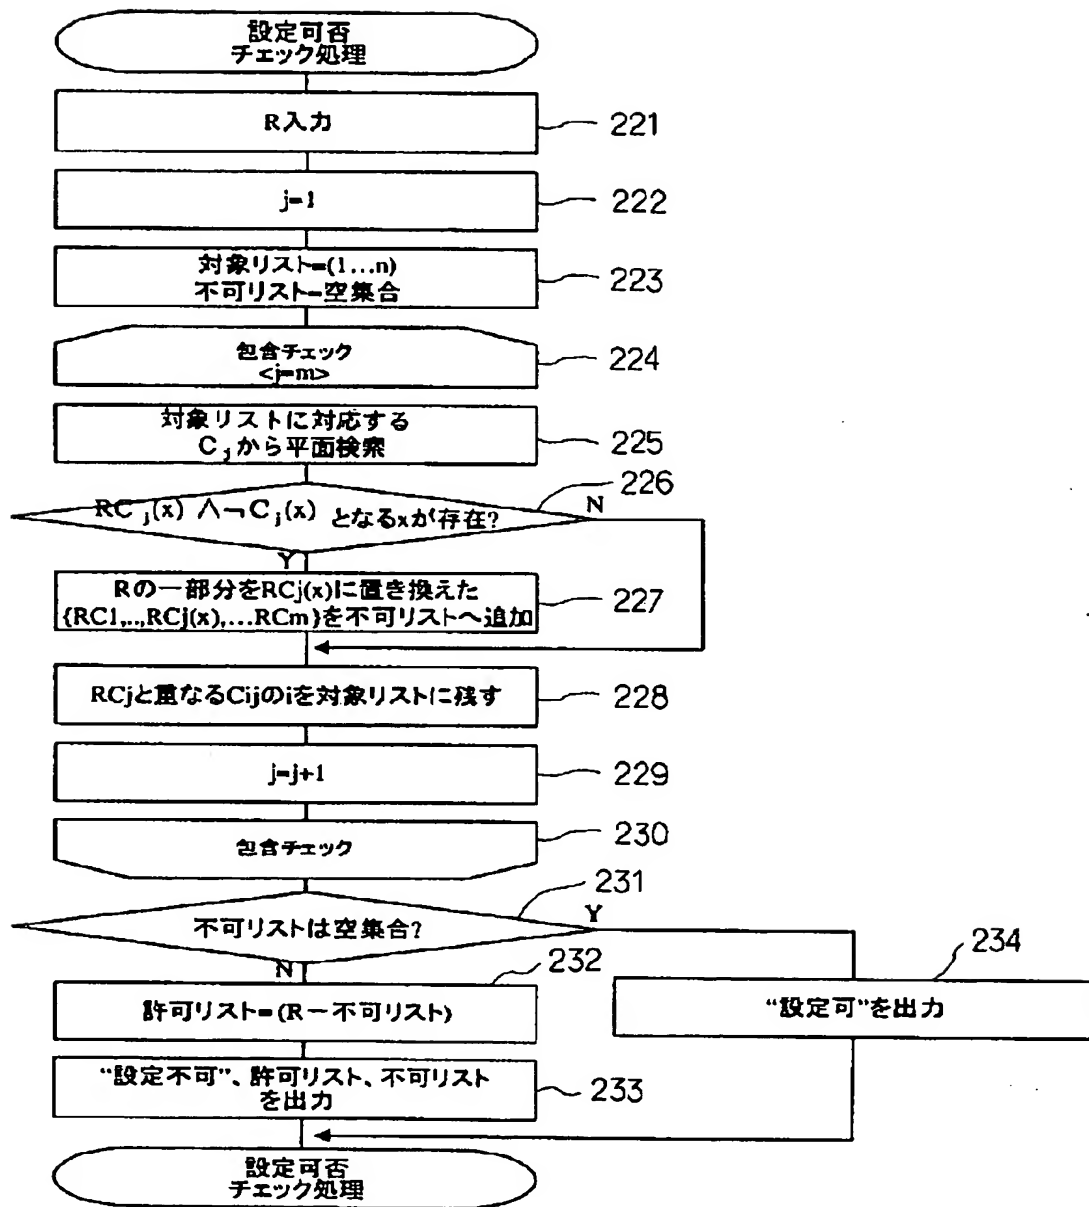 設定可否
チェック処理
R入力
221
j=1
222
対象リスト=(1...n)
不可リスト=空集合
223
包含チェック
<j=m>
224
対象リストに対応する
Cjから平面検索
225
226
RCj(x) ∧¬Cj(x) となるxが存在?
N
Y
Rの一部分をRCj(x)に置き換えた
{RC1,..,RCj(x),...RCm}を不可リストへ追加
227
RCjと重なるCijのiを対象リストに残す
228
j=j+1
229
包含チェック
230
231
不可リストは空集合?
Y
N
232
234
許可リスト=(R−不可リスト)
“設定可”を出力
“設定不可”、許可リスト、不可リスト
を出力
233
設定可否
チェック処理